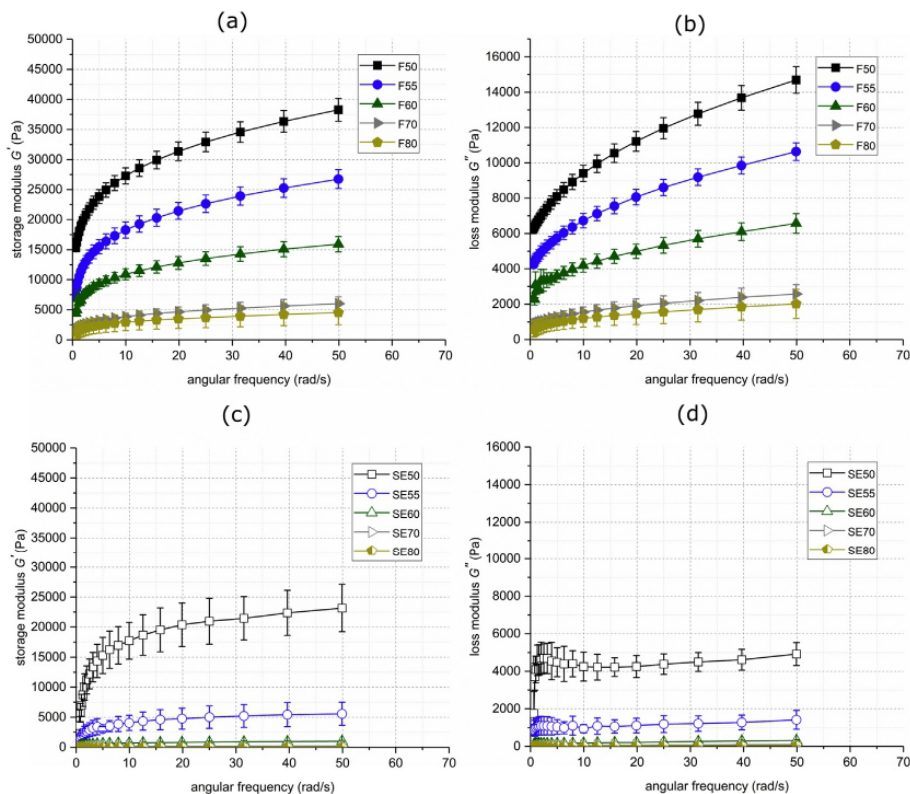 (a)
50000
45000
40000
35000
30000
25000
20000
15000
10000
5000
0
storage modulus G' (Pa)
F50
F55
F60
F70
F80
0 10 20 30 40 50 60 70
angular frequency (rad/s)
(b)
16000
14000
12000
10000
8000
6000
4000
2000
0
loss modulus G" (Pa)
F50
F55
F60
F70
F80
0 10 20 30 40 50 60 70
angular frequency (rad/s)
(c)
50000
45000
40000
35000
30000
25000
20000
15000
10000
5000
0
storage modulus G' (Pa)
SE50
SE55
SE60
SE70
SE80
0 10 20 30 40 50 60 70
angular frequency (rad/s)
(d)
16000
14000
12000
10000
8000
6000
4000
2000
0
loss modulus G" (Pa)
SE50
SE55
SE60
SE70
SE80
0 10 20 30 40 50 60 70
angular frequency (rad/s)